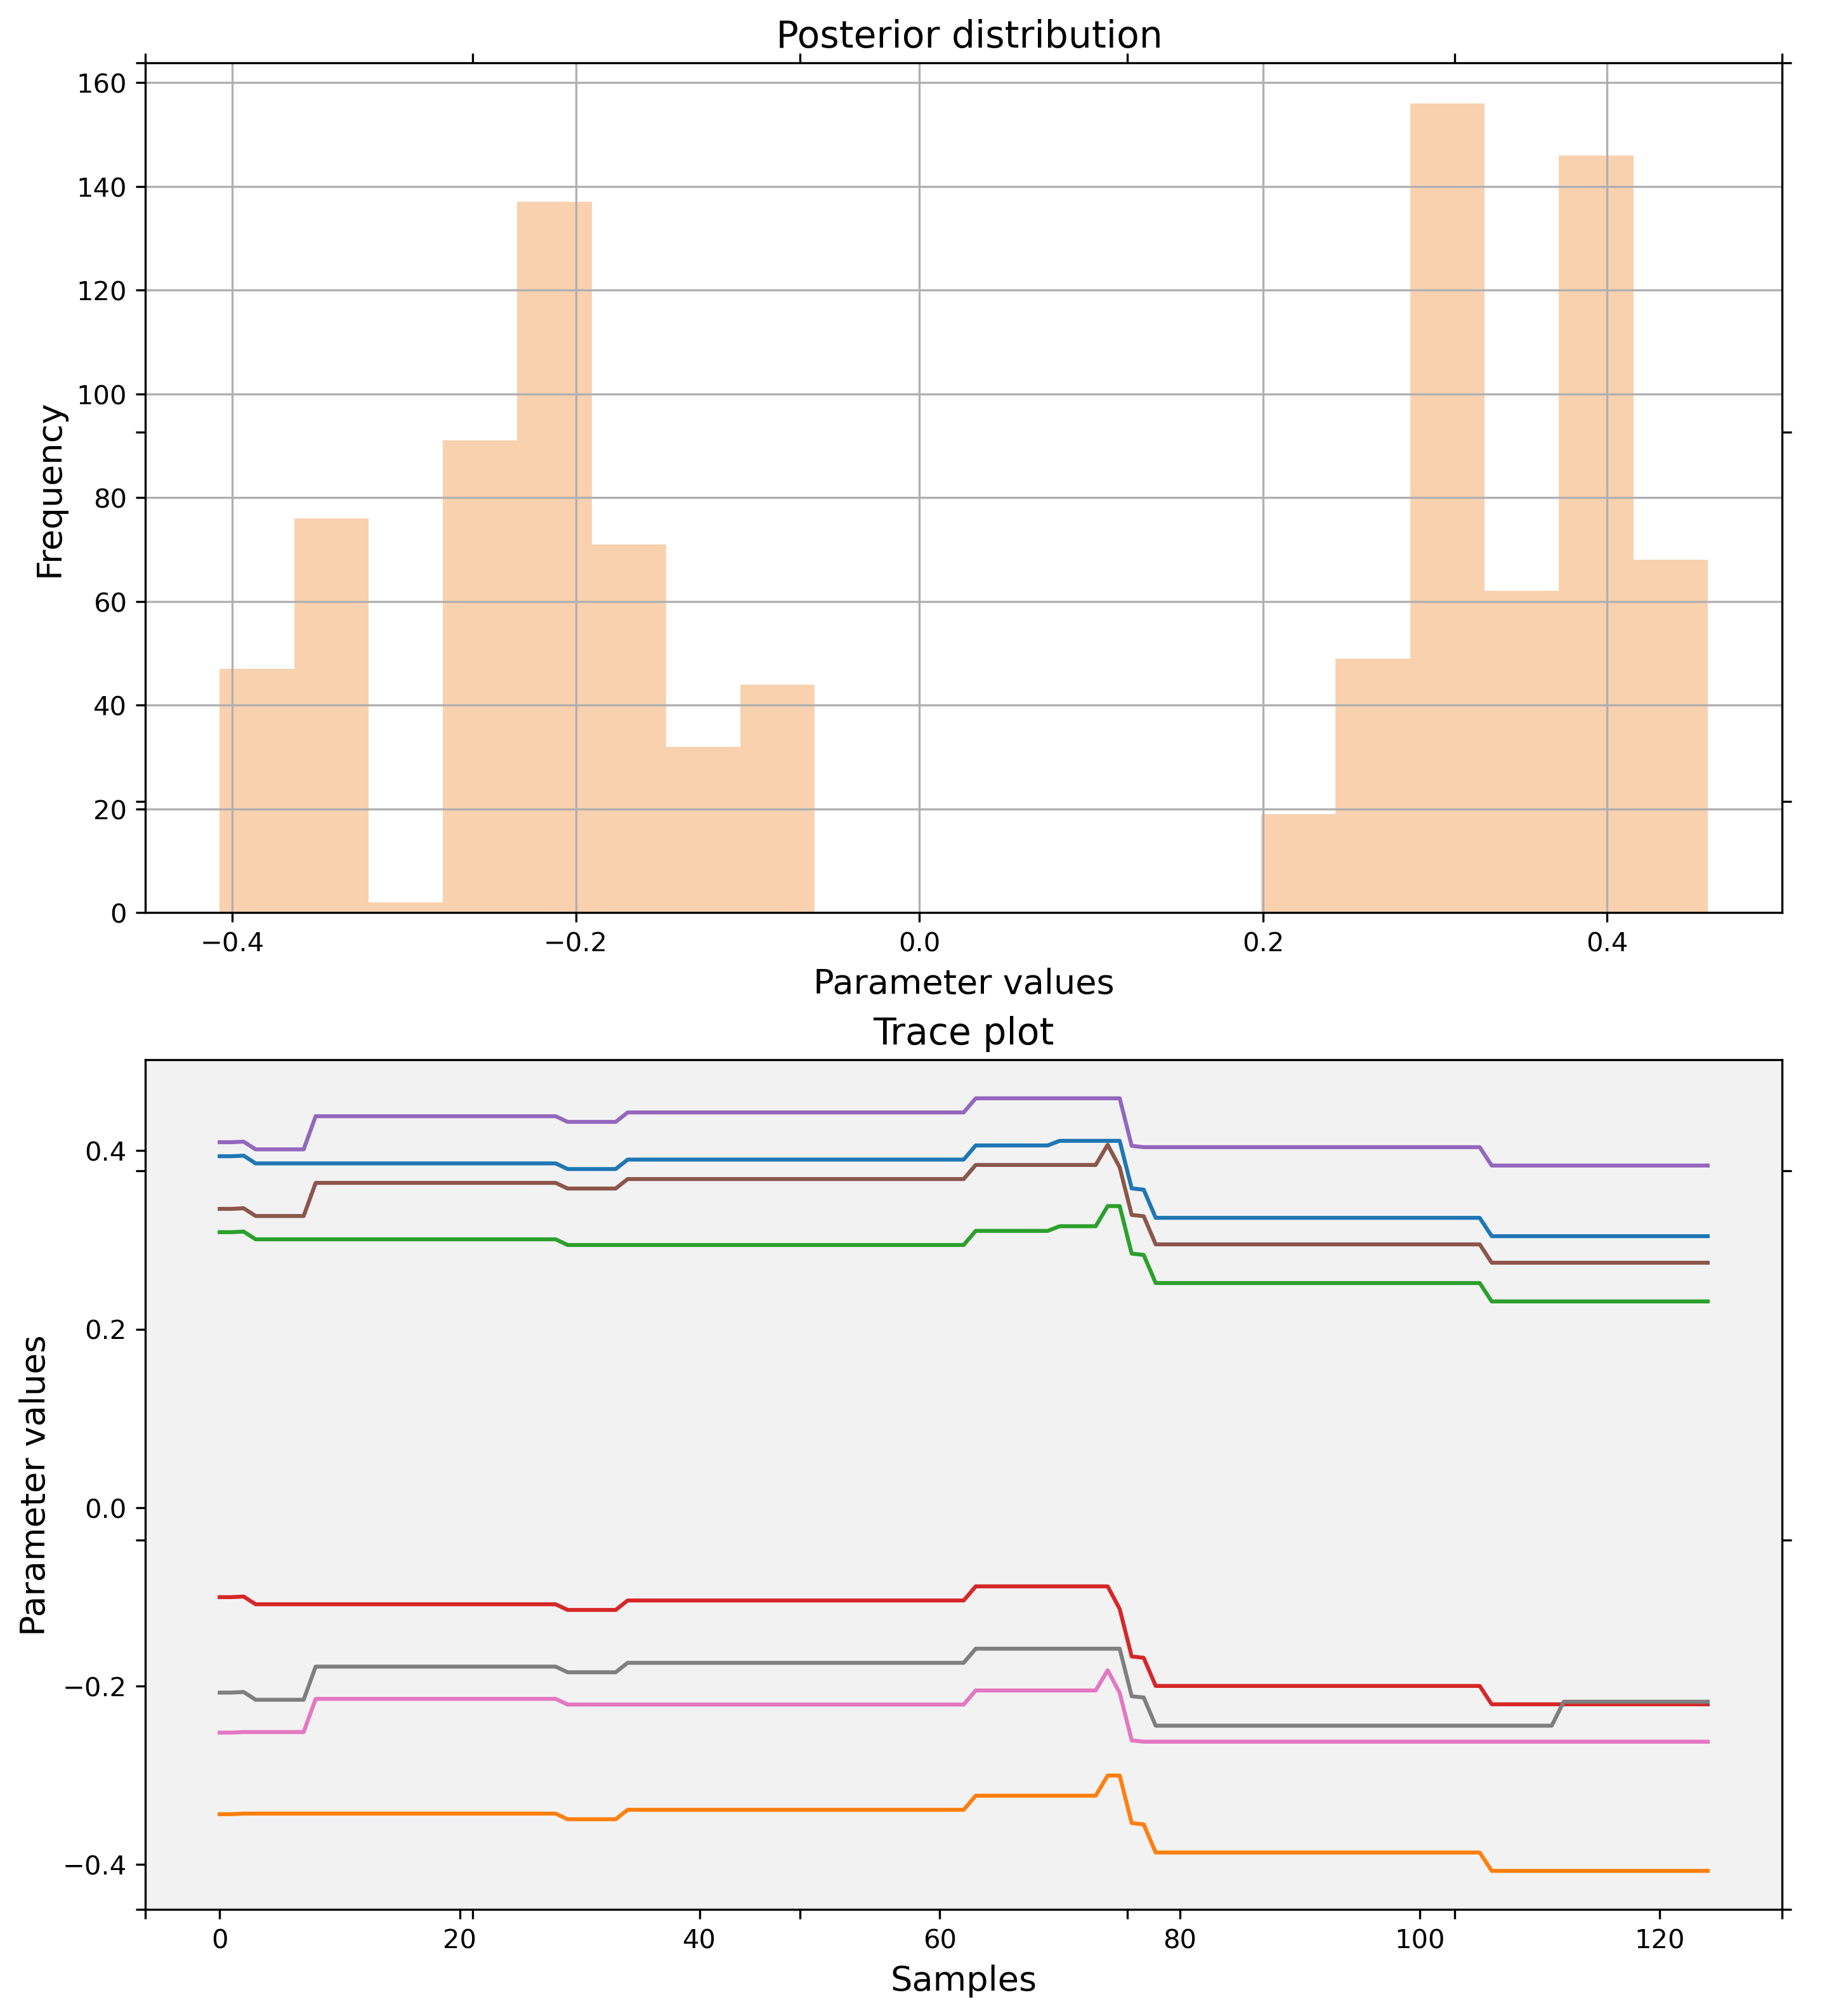 Posterior distribution
160
140
120
100
80
60
40
20
0
Frequency
−0.4 −0.2 0.0 0.2 0.4
Parameter values
Trace plot
0.4
0.2
0.0
−0.2
−0.4
Parameter values
0 20 40 60 80 100 120
Samples